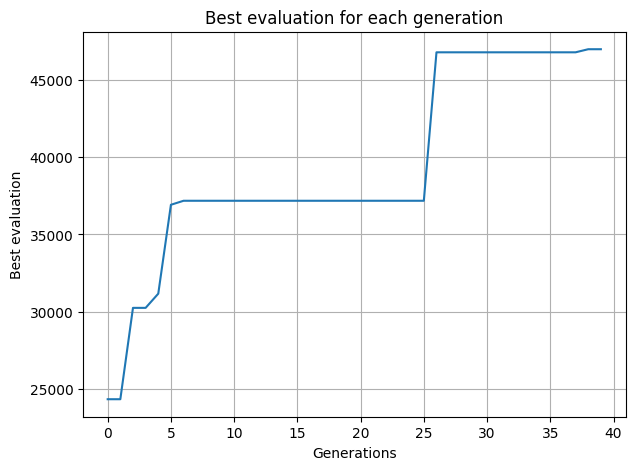 Best evaluation for each generation
45000
40000
35000
30000
25000
Best evaluation
0 5 10 15 20 25 30 35 40
Generations